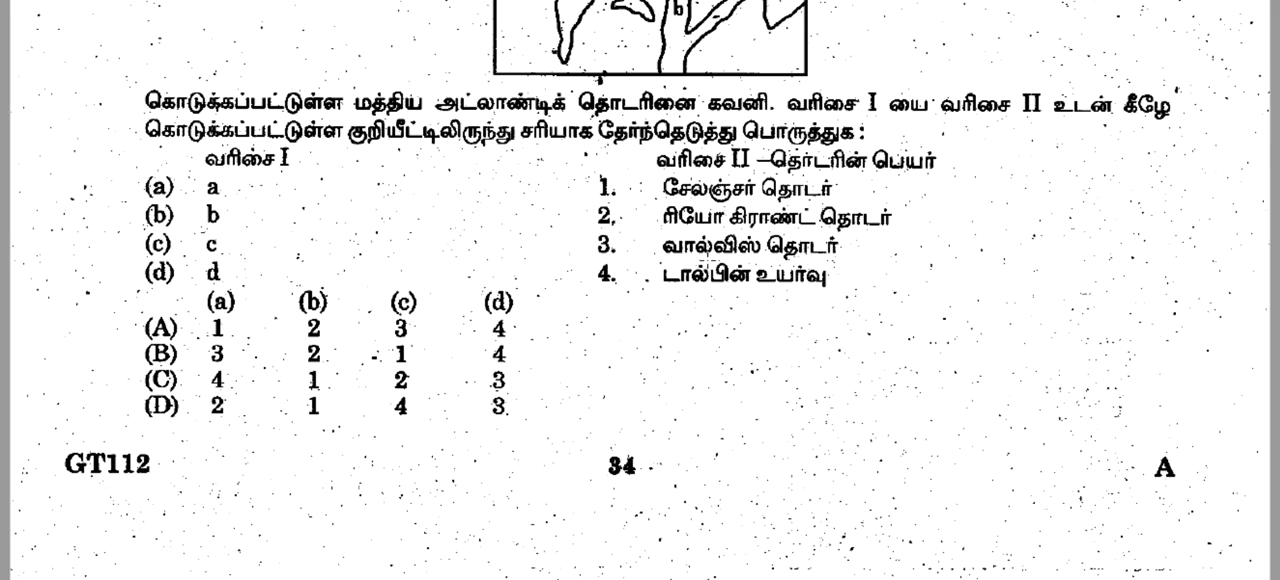 b
கொடுக்கப்பட்டுள்ள மத்திய அட்லாண்டிக் தொடரினை கவனி. வரிசை I யை வரிசை II உடன் கீழே
கொடுக்கப்பட்டுள்ள குறியீட்டிலிருந்து சரியாக தேர்ந்தெடுத்து பொருத்துக :
வரிசை I வரிசை II –தொடரின் பெயர்
(a) a 1. சேலஞ்சர் தொடர்
(b) b 2. ரியோ கிராண்ட் தொடர்
(c) c 3. வால்விஸ் தொடர்
(d) d 4. டால்பின் உயர்வு
(a) (b) (c) (d)
(A) 1 2 3 4
(B) 3 2 1 4
(C) 4 1 2 3
(D) 2 1 4 3
GT112 34 A